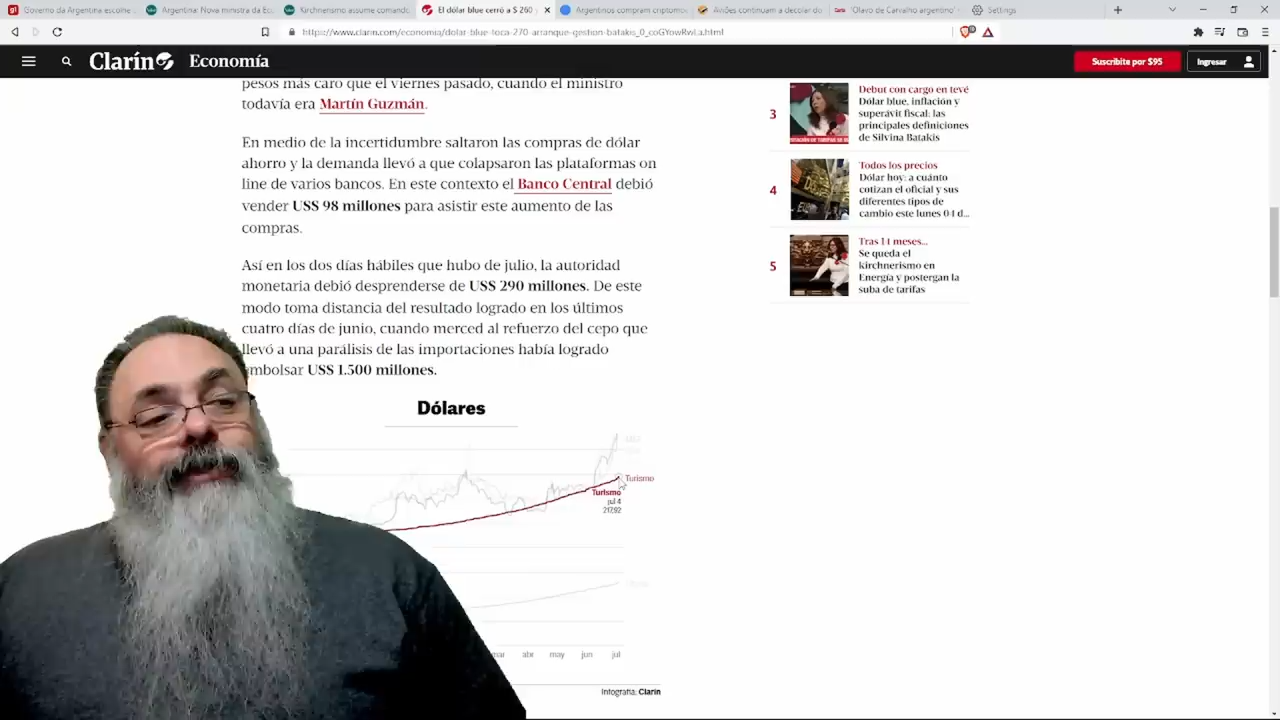 Governo da Argentina escolhe
Argentina: Nova ministra da Eco
Kirchnerismo assume comando
El dólar blue cerró a $ 260 y
Argentinos compram criptomo
Aviões continuam a decolar do
'Olavo de Carvalho argentino'
Settings
https://www.clarin.com/economia/dolar-blue-toca-270-arranque-gestion-batakis_0_coGYowRwLa.html
Clarín Economía
Suscribite por $95
Ingresar
pesos más caro que el viernes pasado, cuando el ministro
todavía era Martín Guzmán.
En medio de la incertidumbre saltaron las compras de dólar
ahorro y la demanda llevó a que colapsaron las plataformas on
line de varios bancos. En este contexto el Banco Central debió
vender US$ 98 millones para asistir este aumento de las
compras.
Así en los dos días hábiles que hubo de julio, la autoridad
monetaria debió desprenderse de US$ 290 millones. De este
modo toma distancia del resultado logrado en los últimos
cuatro días de junio, cuando merced al refuerzo del cepo que
llevó a una parálisis de las importaciones había logrado
embolsar US$ 1.500 millones.
Dólares
Turismo
Turismo
jul 4
217,92
mar abr may jun jul
Infografía: Clarín
3
Debut con cargo en tevé
Dólar blue, inflación y
superávit fiscal: las
principales definiciones
de Silvina Batakis
4
Todos los precios
Dólar hoy: a cuánto
cotizan el oficial y sus
diferentes tipos de
cambio este lunes 04 d...
5
Tras 14 meses...
Se queda el
kirchnerismo en
Energía y postergan la
suba de tarifas